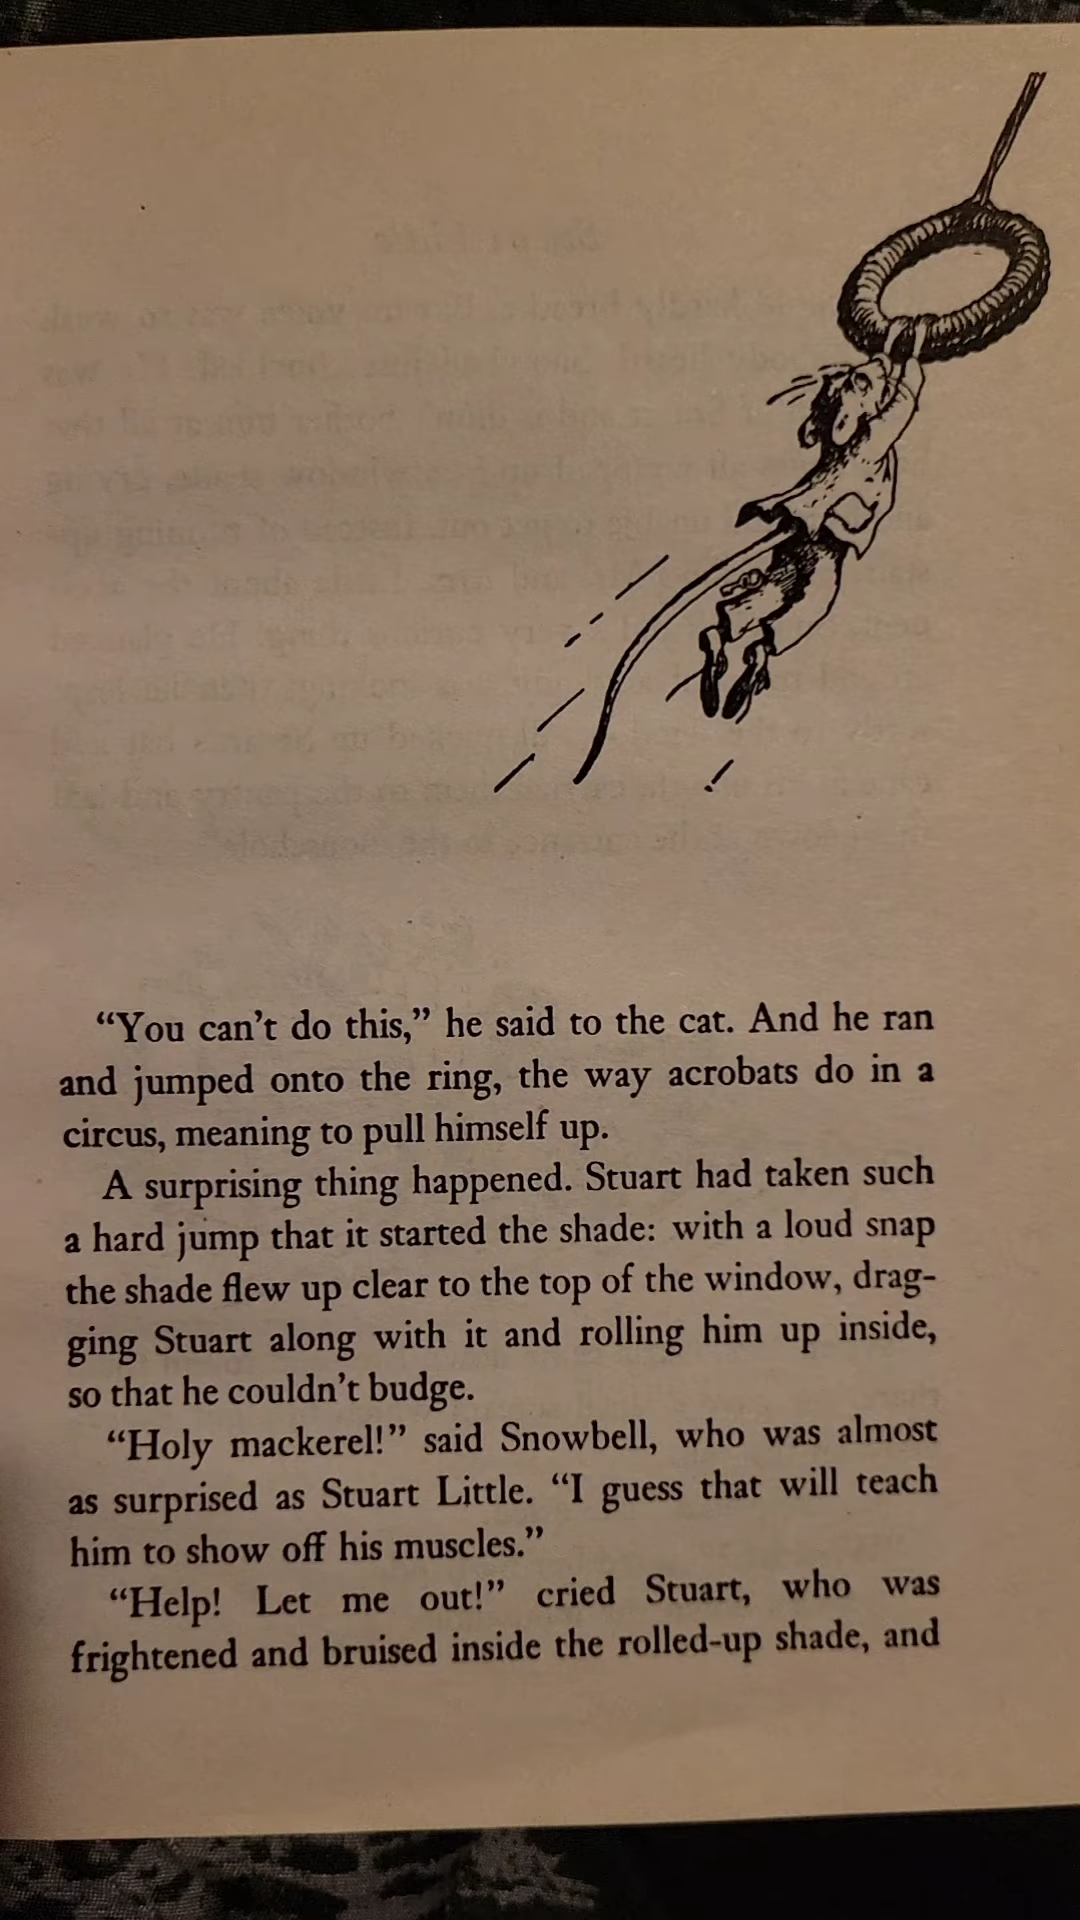 “You can’t do this,” he said to the cat. And he ran
and jumped onto the ring, the way acrobats do in a
circus, meaning to pull himself up.
A surprising thing happened. Stuart had taken such
a hard jump that it started the shade: with a loud snap
the shade flew up clear to the top of the window, drag-
ging Stuart along with it and rolling him up inside,
so that he couldn’t budge.
“Holy mackerel!” said Snowbell, who was almost
as surprised as Stuart Little. “I guess that will teach
him to show off his muscles.”
“Help! Let me out!” cried Stuart, who was
frightened and bruised inside the rolled-up shade, and